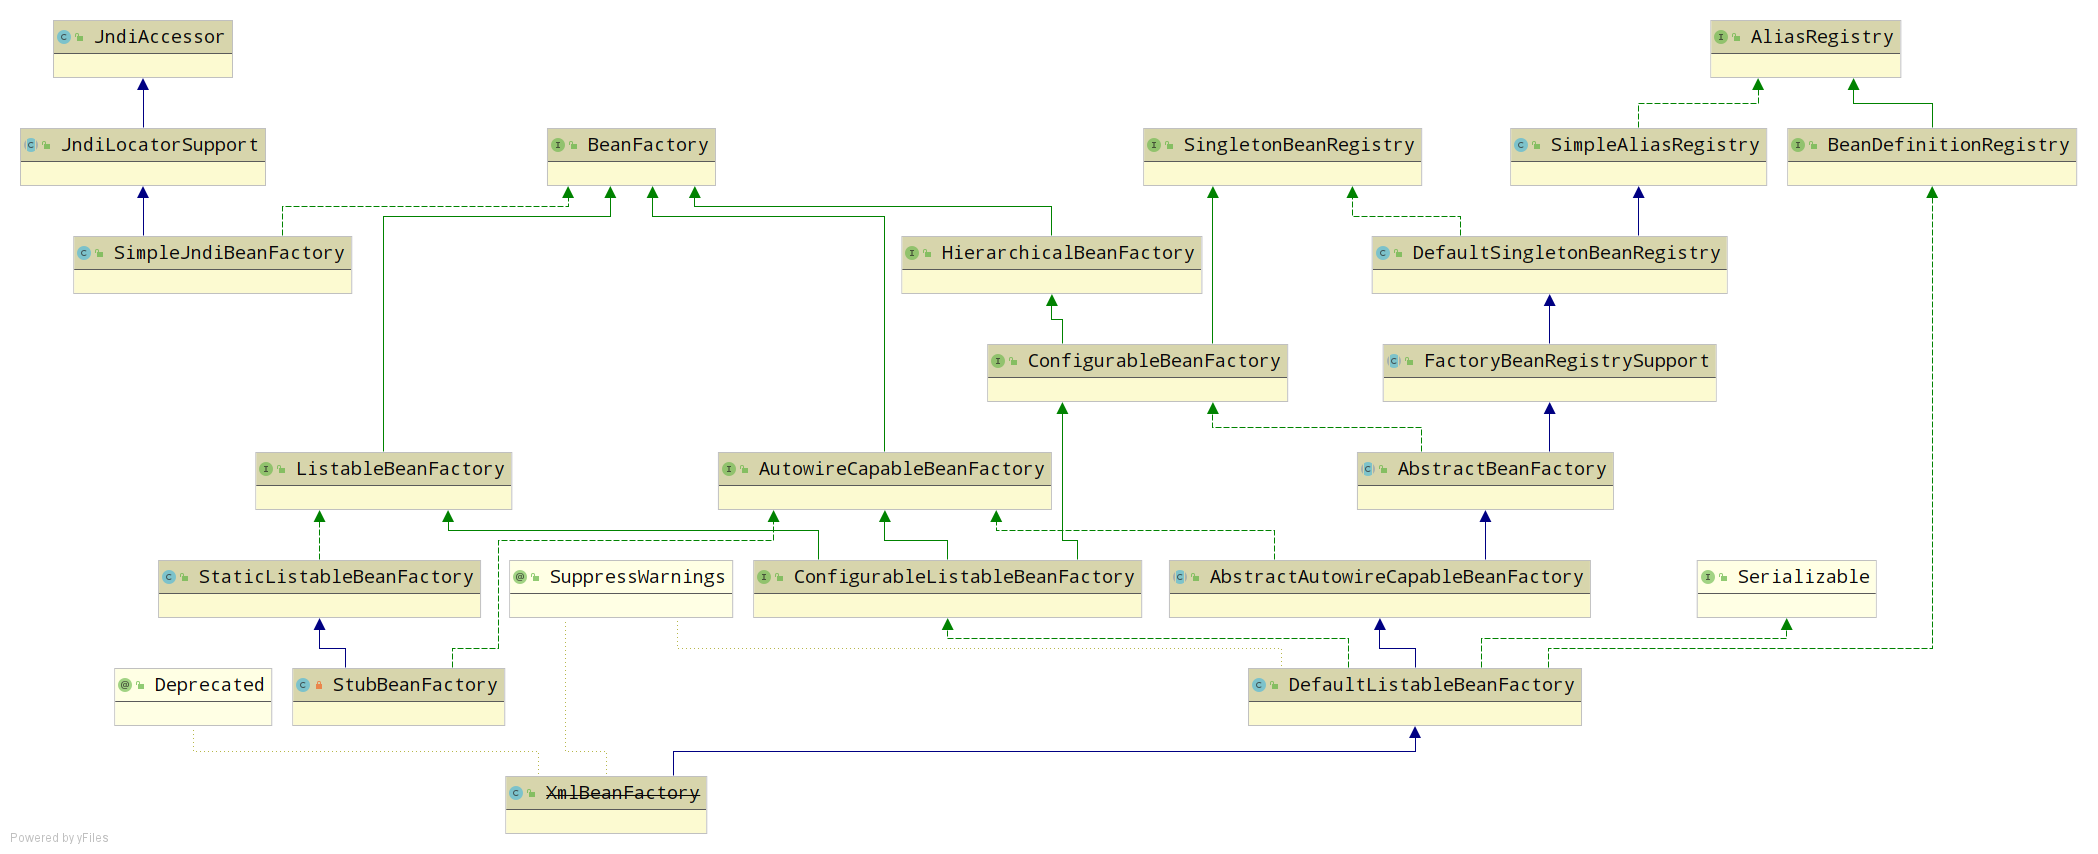 JndiAccessor
AliasRegistry
JndiLocatorSupport
BeanFactory
SingletonBeanRegistry
SimpleAliasRegistry
BeanDefinitionRegistry
SimpleJndiBeanFactory
HierarchicalBeanFactory
DefaultSingletonBeanRegistry
ConfigurableBeanFactory
FactoryBeanRegistrySupport
ListableBeanFactory
AutowireCapableBeanFactory
AbstractBeanFactory
StaticListableBeanFactory
SuppressWarnings
ConfigurableListableBeanFactory
AbstractAutowireCapableBeanFactory
Serializable
Deprecated
StubBeanFactory
DefaultListableBeanFactory
XmlBeanFactory
Powered by yFiles